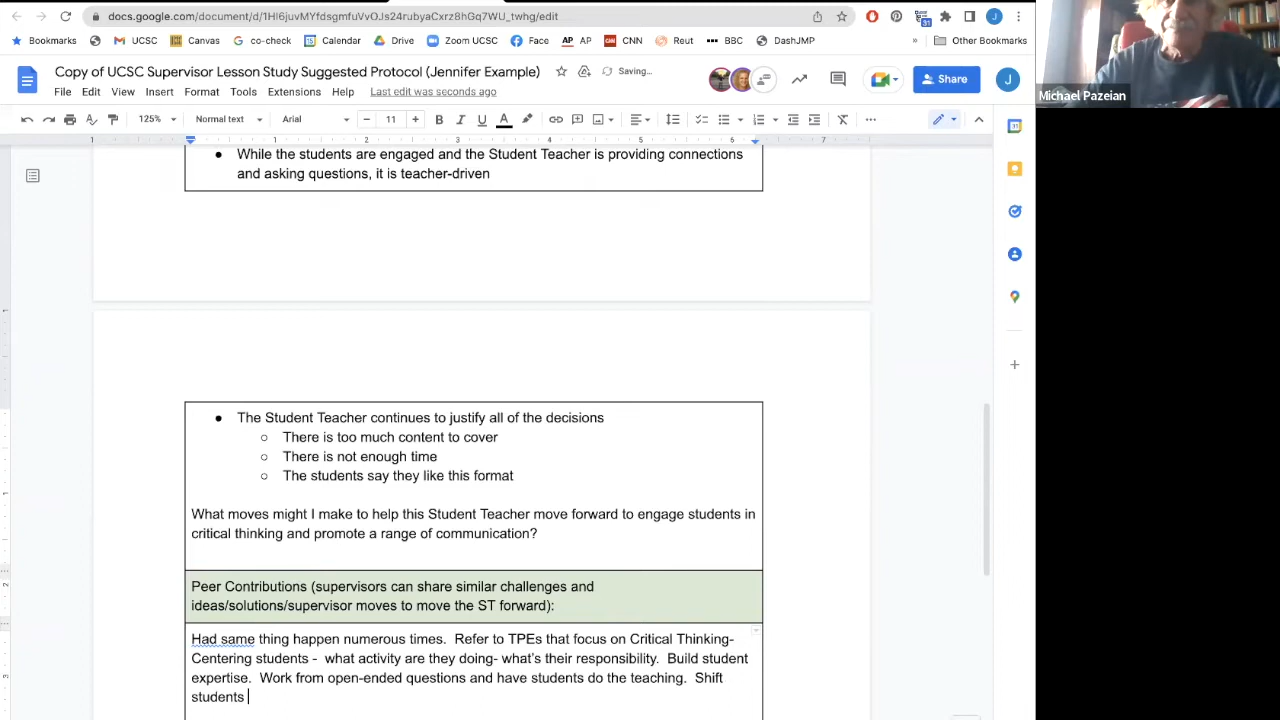 docs.google.com/document/d/1HI6juvMYfdsgmfuVvOJs24rubyaCxrz8hGq7WU_twhg/edit
Bookmarks UCSC Canvas co-check Calendar Drive Zoom UCSC Face AP AP CNN Reut BBC DashJMP » Other Bookmarks
Copy of UCSC Supervisor Lesson Study Suggested Protocol (Jennifer Example) Saving... Share J
File Edit View Insert Format Tools Extensions Help Last edit was seconds ago
125% Normal text Arial − 11 + B I U A
1 1 2 3 4 5 6 7
● While the students are engaged and the Student Teacher is providing connections
and asking questions, it is teacher-driven
● The Student Teacher continues to justify all of the decisions
○ There is too much content to cover
○ There is not enough time
○ The students say they like this format
What moves might I make to help this Student Teacher move forward to engage students in
critical thinking and promote a range of communication?
Peer Contributions (supervisors can share similar challenges and
ideas/solutions/supervisor moves to move the ST forward):
Had same thing happen numerous times. Refer to TPEs that focus on Critical Thinking-
Centering students - what activity are they doing- what's their responsibility. Build student
expertise. Work from open-ended questions and have students do the teaching. Shift
students
Michael Pazeian